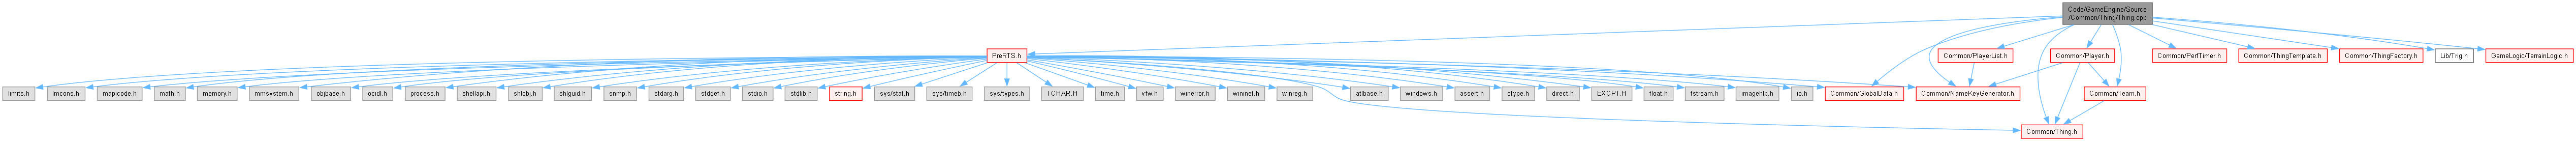 Code/GameEngine/Source
/Common/Thing/Thing.cpp
PreRTS.h
Common/PlayerList.h
Common/Player.h
Common/PerfTimer.h
Common/ThingTemplate.h
Common/ThingFactory.h
Lib/Trig.h
GameLogic/TerrainLogic.h
limits.h
lmcons.h
mapicode.h
math.h
memory.h
mmsystem.h
objbase.h
ocidl.h
process.h
shellapi.h
shlobj.h
shlguid.h
snmp.h
stdarg.h
stddef.h
stdio.h
stdlib.h
string.h
sys/stat.h
sys/timeb.h
sys/types.h
TCHAR.H
time.h
vfw.h
winerror.h
wininet.h
winreg.h
atlbase.h
windows.h
assert.h
ctype.h
direct.h
EXCPT.H
float.h
fstream.h
imagehlp.h
io.h
Common/GlobalData.h
Common/NameKeyGenerator.h
Common/Team.h
Common/Thing.h